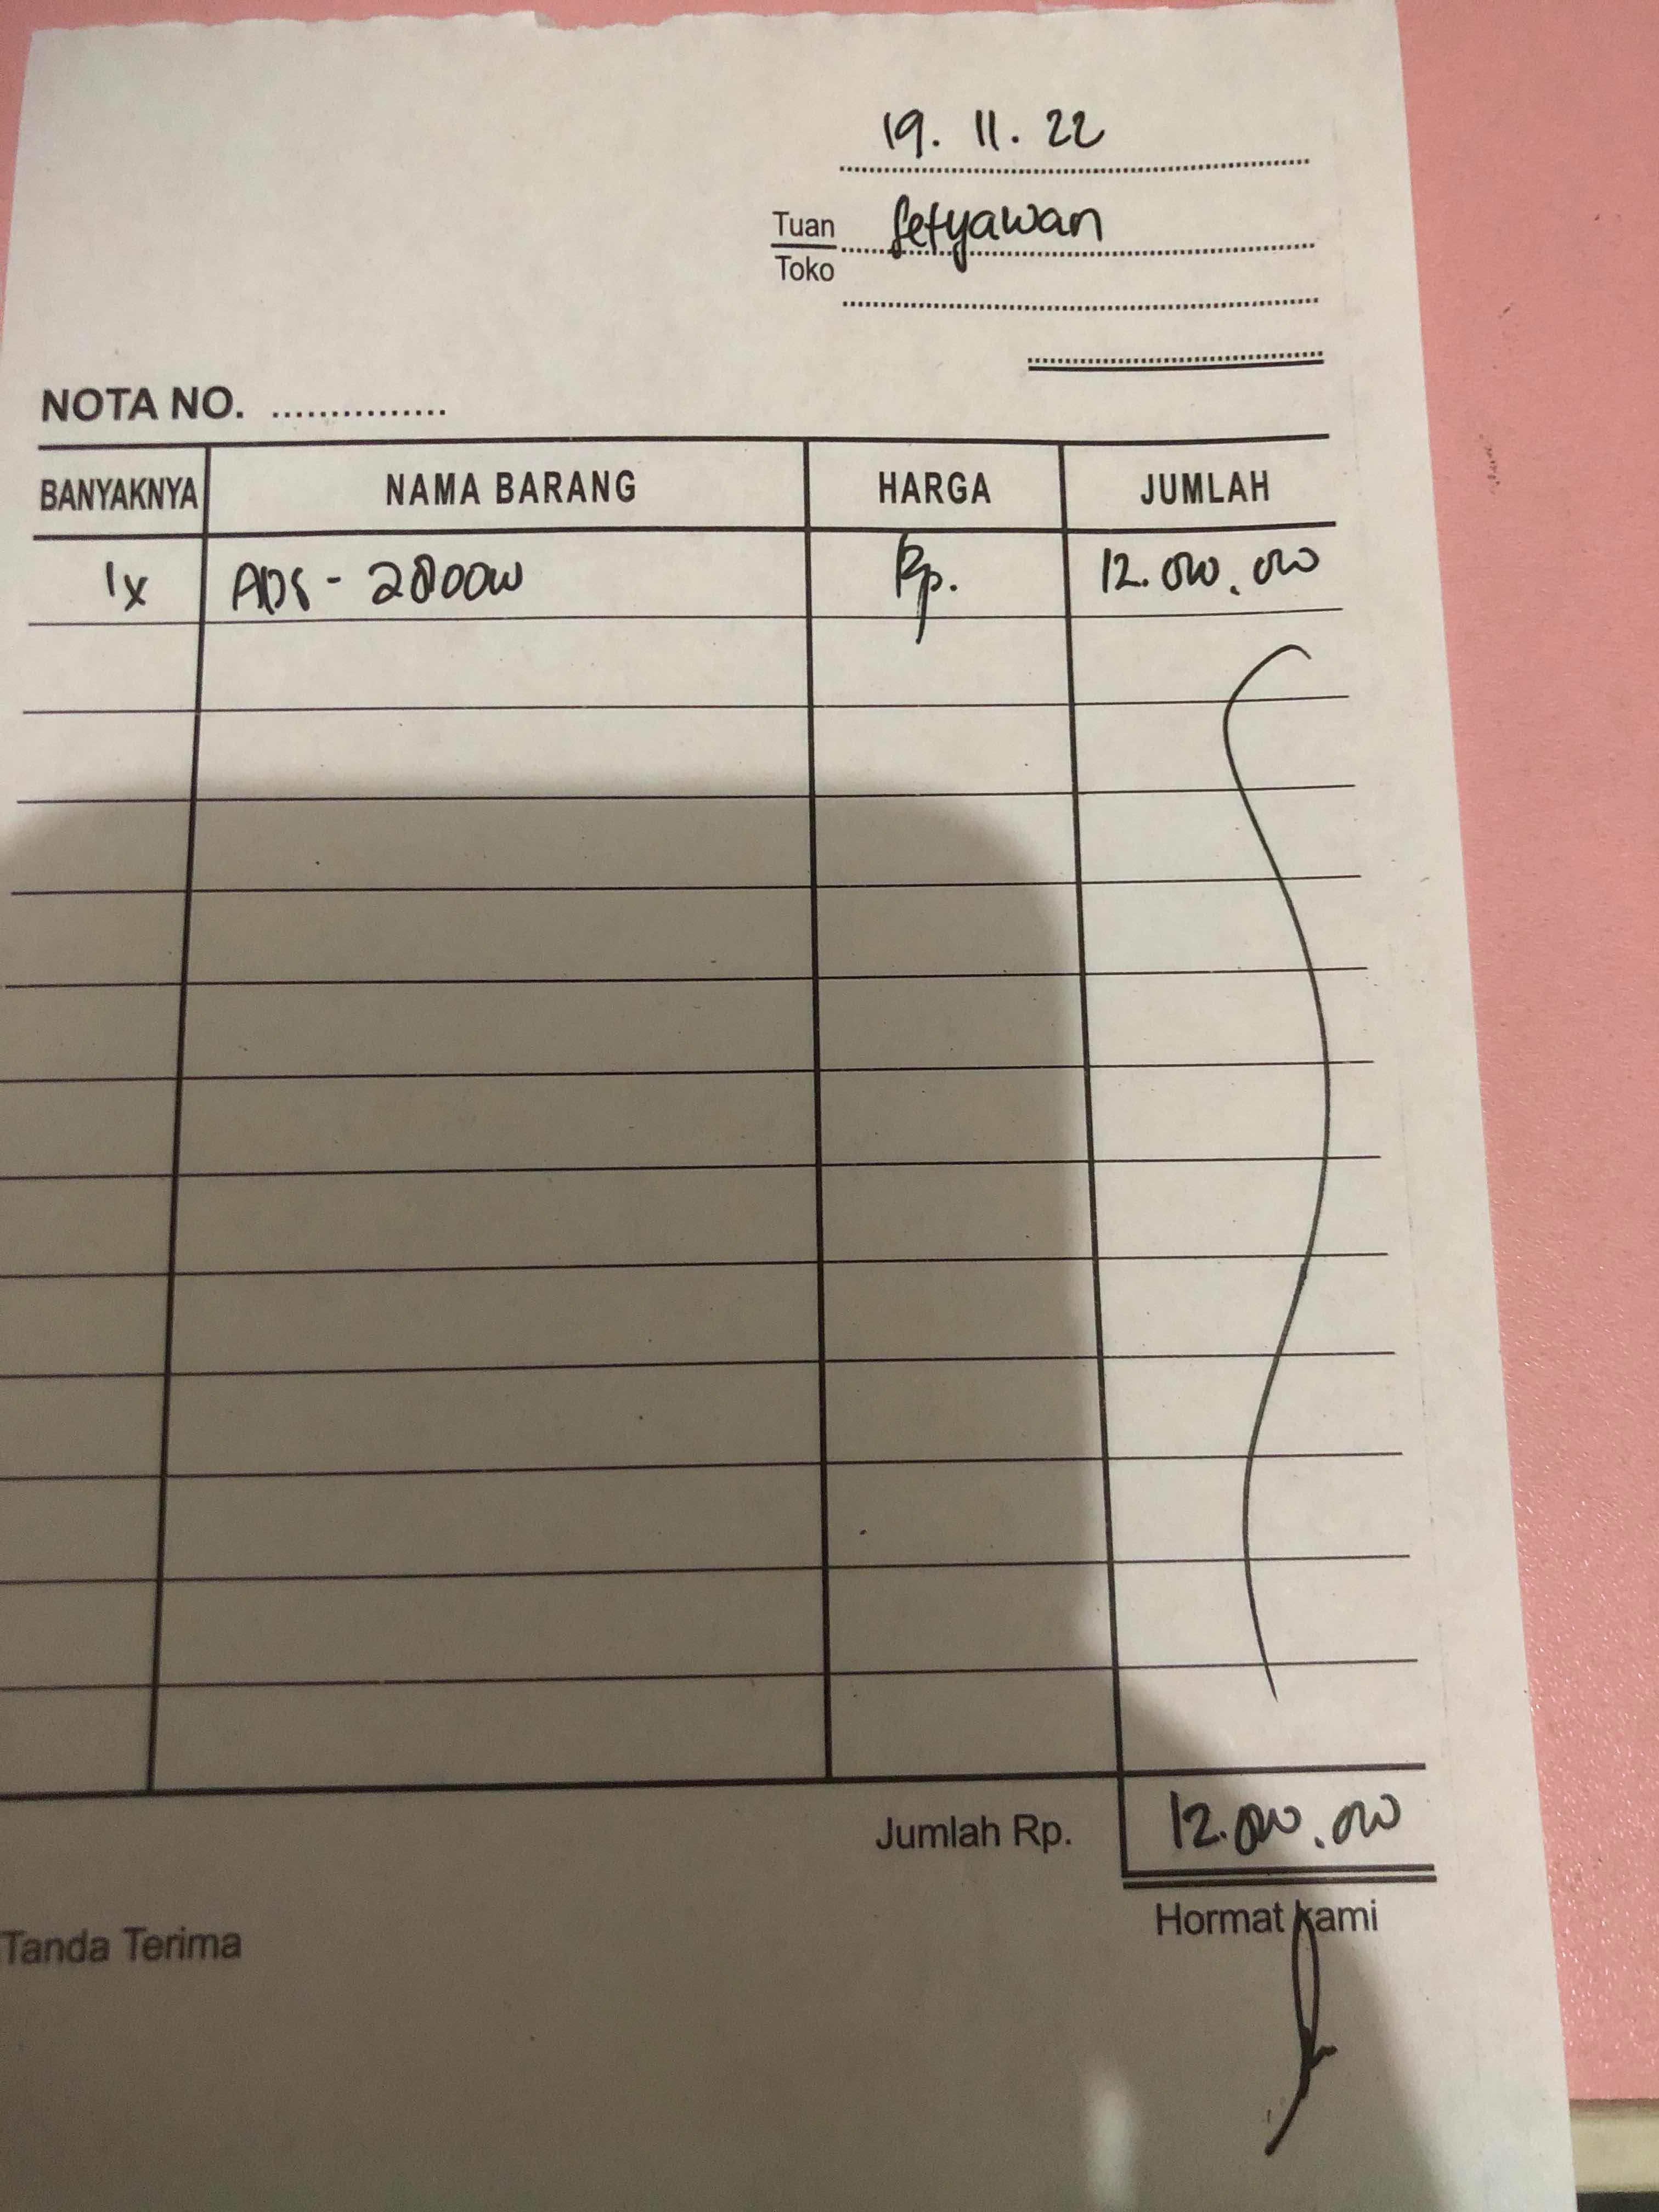 19. 11. 22
Tuan Setyawan
Toko
NOTA NO. ...............
BANYAKNYA NAMA BARANG HARGA JUMLAH
1x ADS - 2800W Rp. 12.000.000
Jumlah Rp. 12.000.000
Tanda Terima Hormat kami